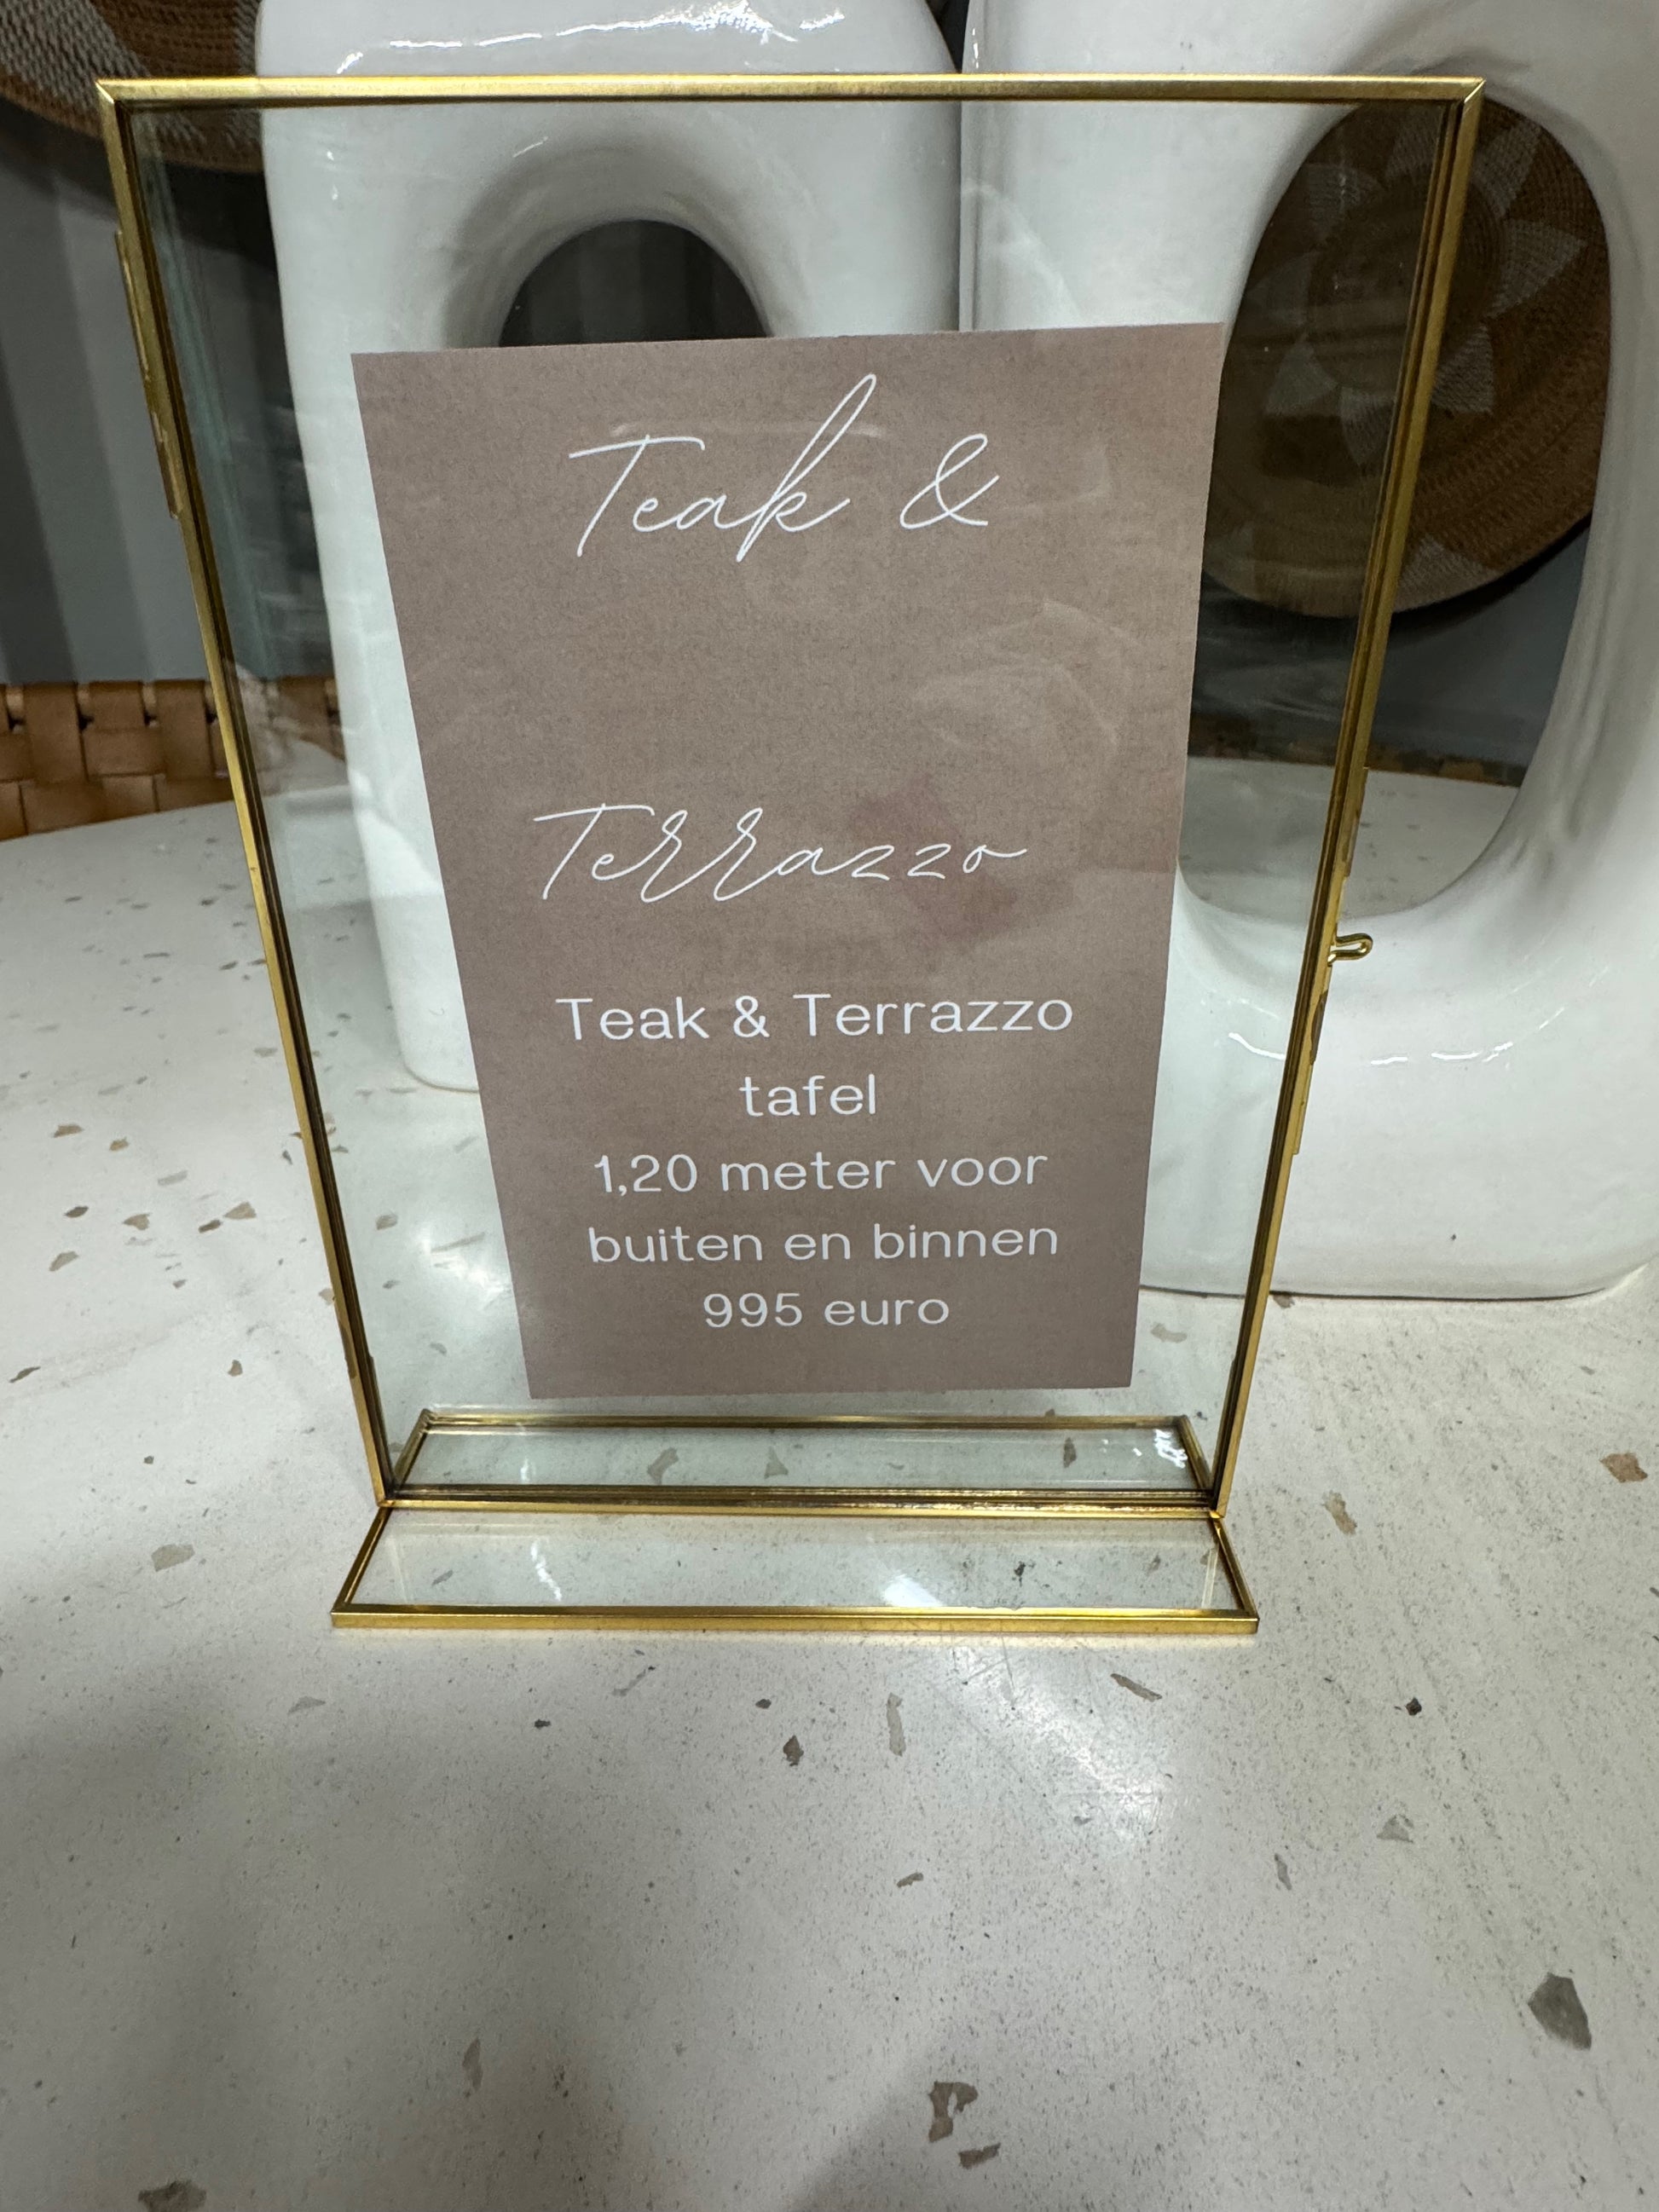 Teak &
Terrazzo
Teak & Terrazzo
tafel
1,20 meter voor
buiten en binnen
995 euro